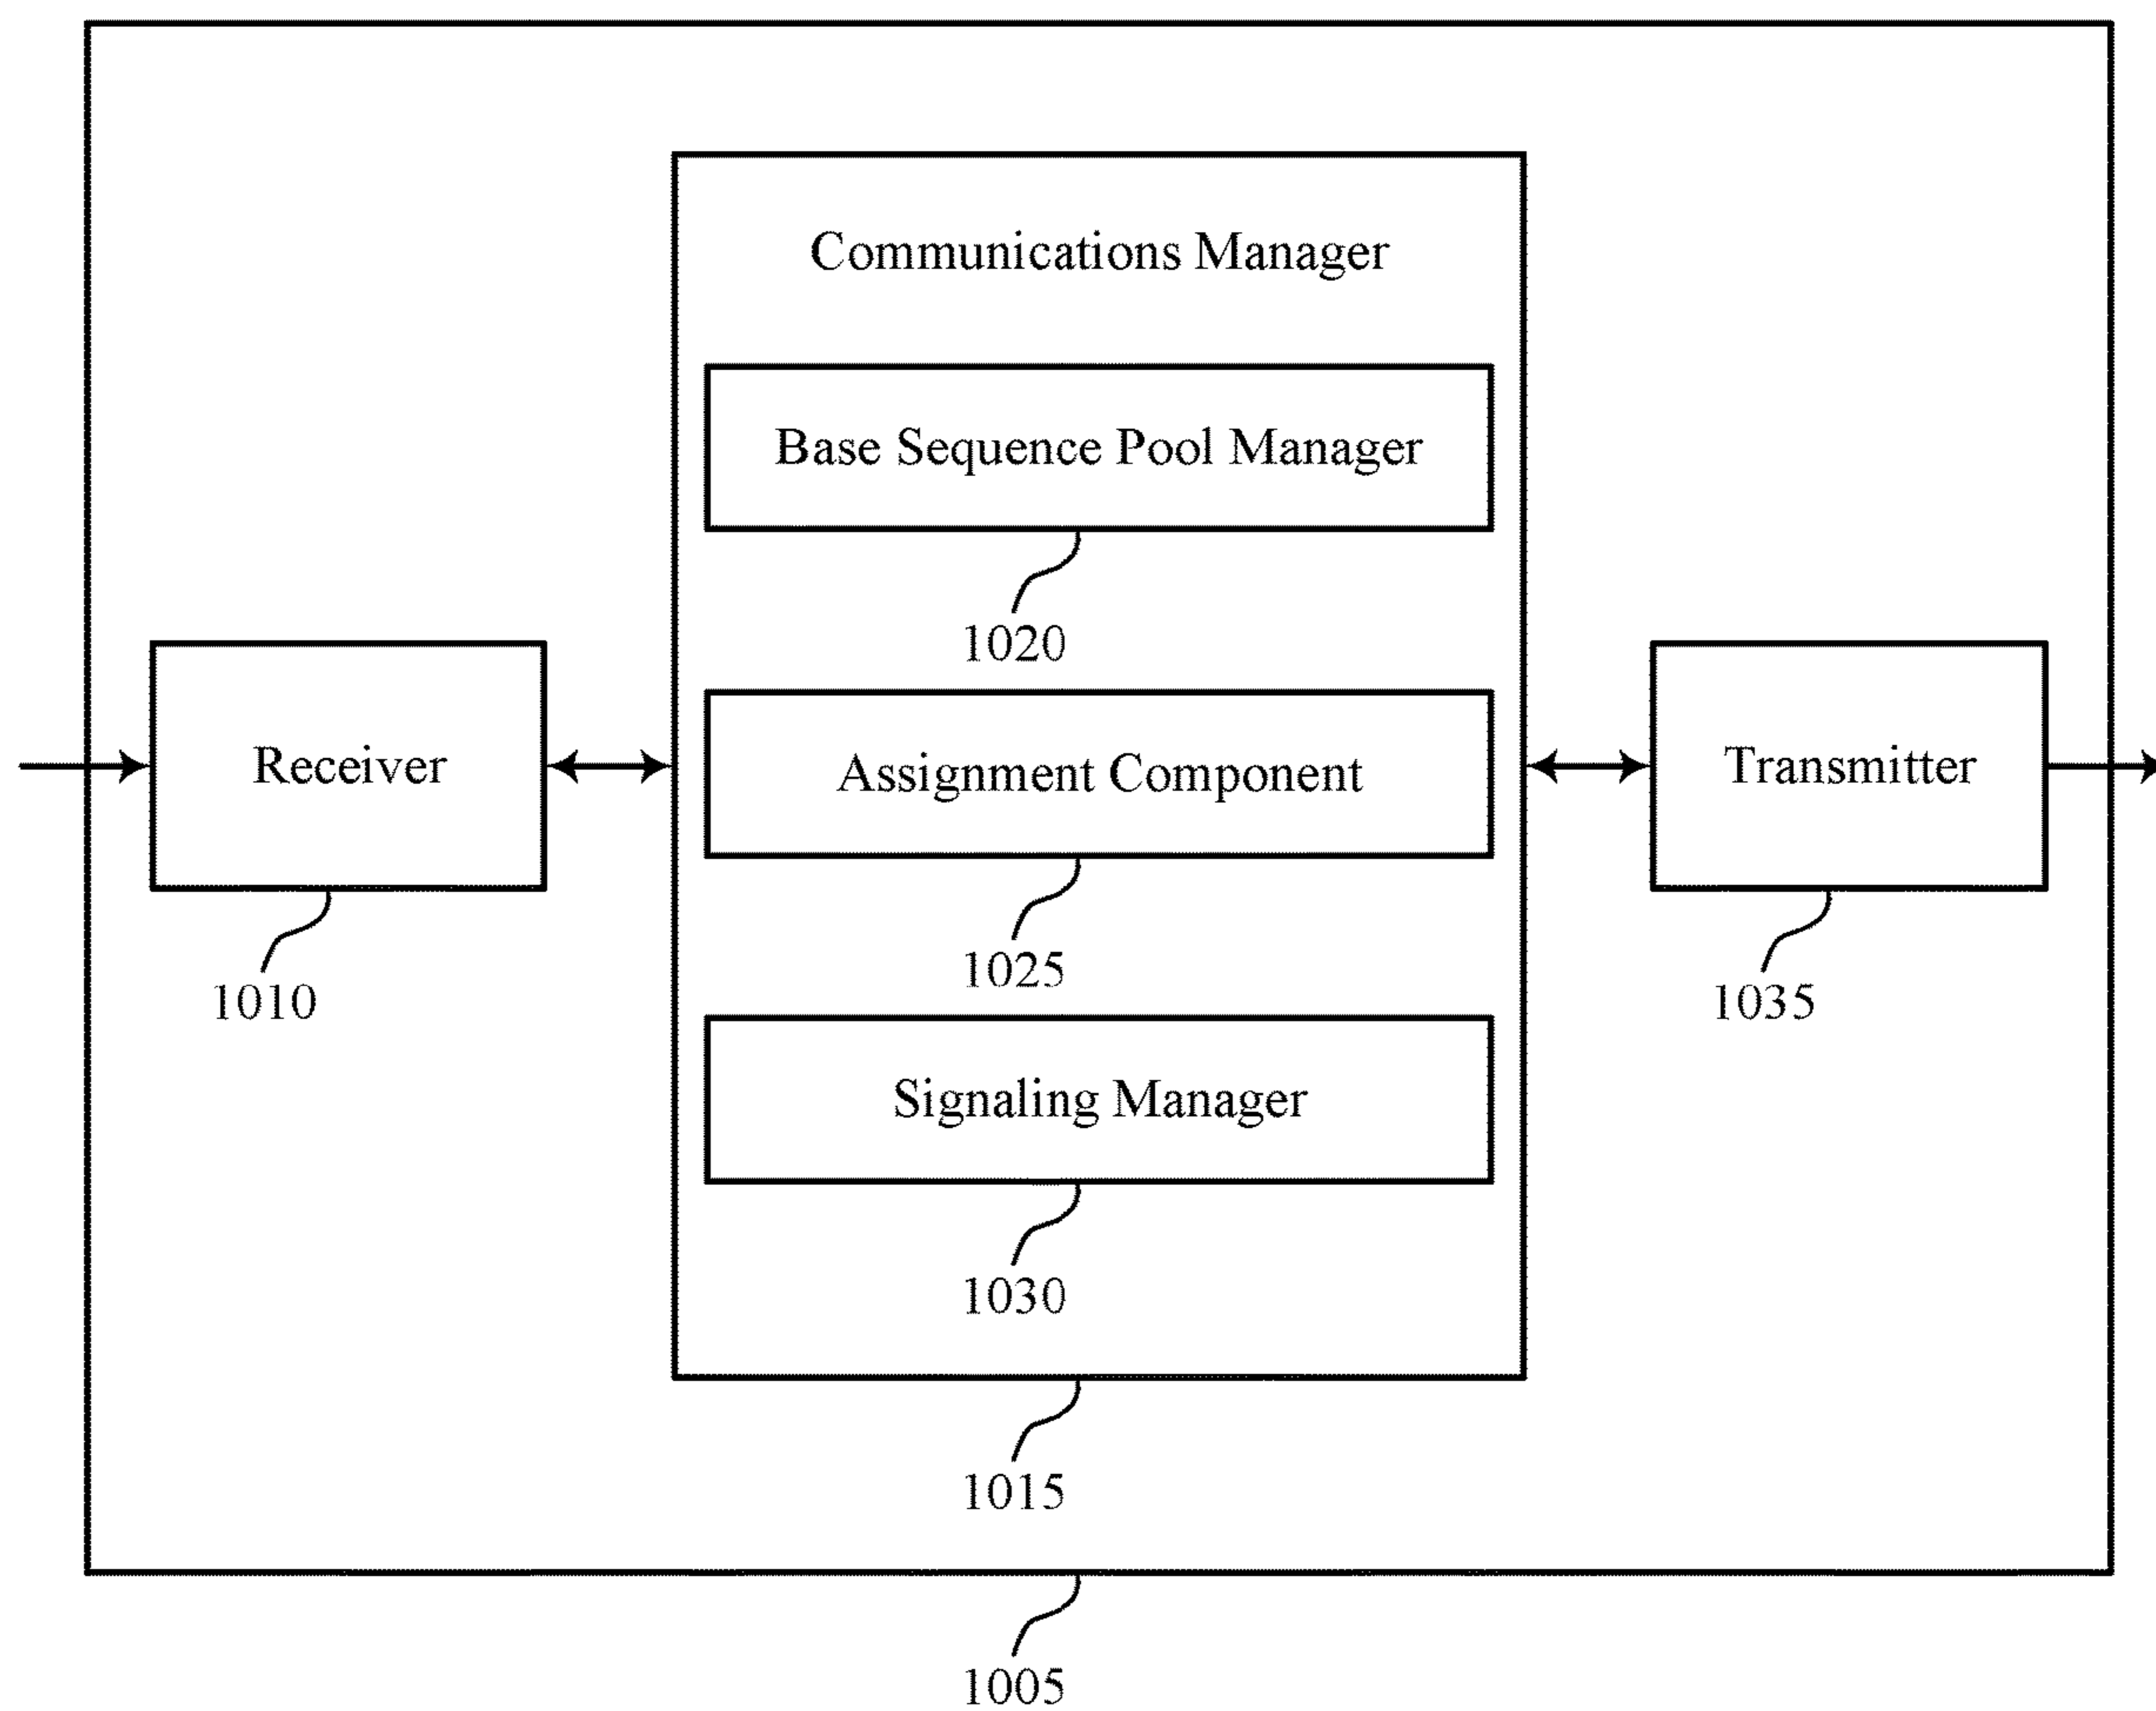 Communications Manager
Base Sequence Pool Manager
1020
Receiver
Assignment Component
Transmitter
1025
1010
1035
Signaling Manager
1030
1015
1005